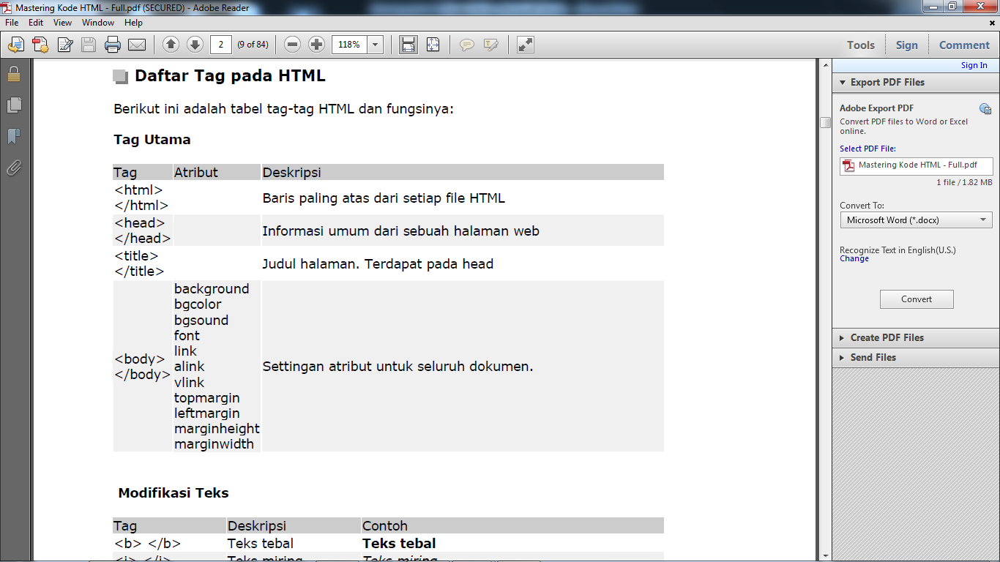 Mastering Kode HTML - Full.pdf (SECURED) - Adobe Reader
File Edit View Window Help
2 (9 of 84) 118% Tools Sign Comment
Sign In
Export PDF Files
Adobe Export PDF
Convert PDF files to Word or Excel
online.
Select PDF File:
Mastering Kode HTML - Full.pdf
1 file / 1.82 MB
Convert To:
Microsoft Word (*.docx)
Recognize Text in English(U.S.)
Change
Convert
Create PDF Files
Send Files
Daftar Tag pada HTML
Berikut ini adalah tabel tag-tag HTML dan fungsinya:
Tag Utama
Tag Atribut Deskripsi
<html>
</html>
Baris paling atas dari setiap file HTML
<head>
</head>
Informasi umum dari sebuah halaman web
<title>
</title>
Judul halaman. Terdapat pada head
<body>
</body>
background
bgcolor
bgsound
font
link
alink
vlink
topmargin
leftmargin
marginheight
marginwidth
Settingan atribut untuk seluruh dokumen.
Modifikasi Teks
Tag Deskripsi Contoh
<b> </b> Teks tebal Teks tebal
<i> </i> Teks miring Teks miring